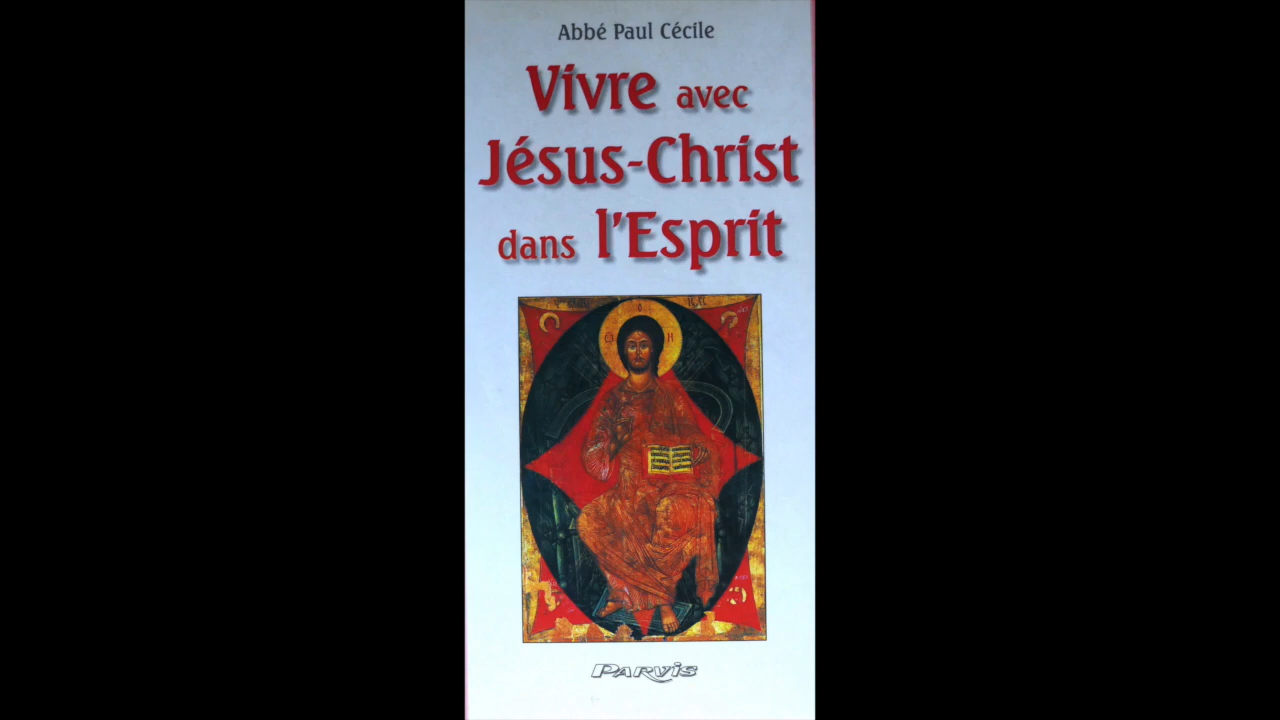 Abbé Paul Cécile
Vivre avec
Jésus-Christ
dans l'Esprit
PARVIS